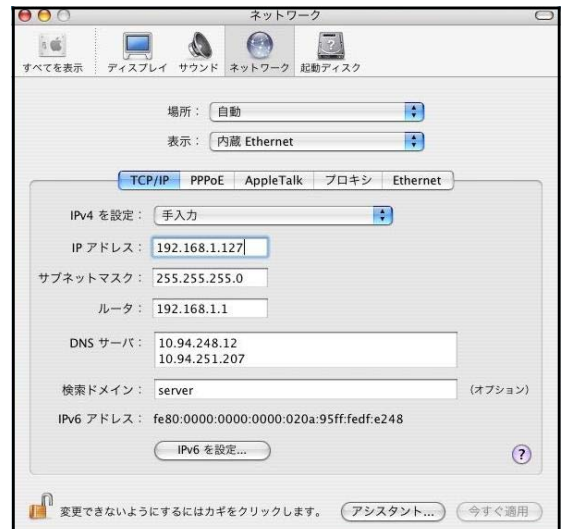 ネットワーク
すべてを表示 ディスプレイ サウンド ネットワーク 起動ディスク
場所： 自動
表示： 内蔵 Ethernet
TCP/IP PPPoE AppleTalk プロキシ Ethernet
IPv4 を設定： 手入力
IP アドレス： 192.168.1.127
サブネットマスク： 255.255.255.0
ルータ： 192.168.1.1
DNS サーバ： 10.94.248.12
10.94.251.207
検索ドメイン： server （オプション）
IPv6 アドレス： fe80:0000:0000:0000:020a:95ff:fedf:e248
IPv6 を設定...
?
変更できないようにするにはカギをクリックします。 アシスタント... 今すぐ適用